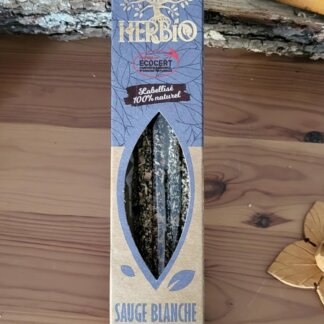 HERBiO
ECOCERT
Labellisé
100% naturel
SAUGE BLANCHE